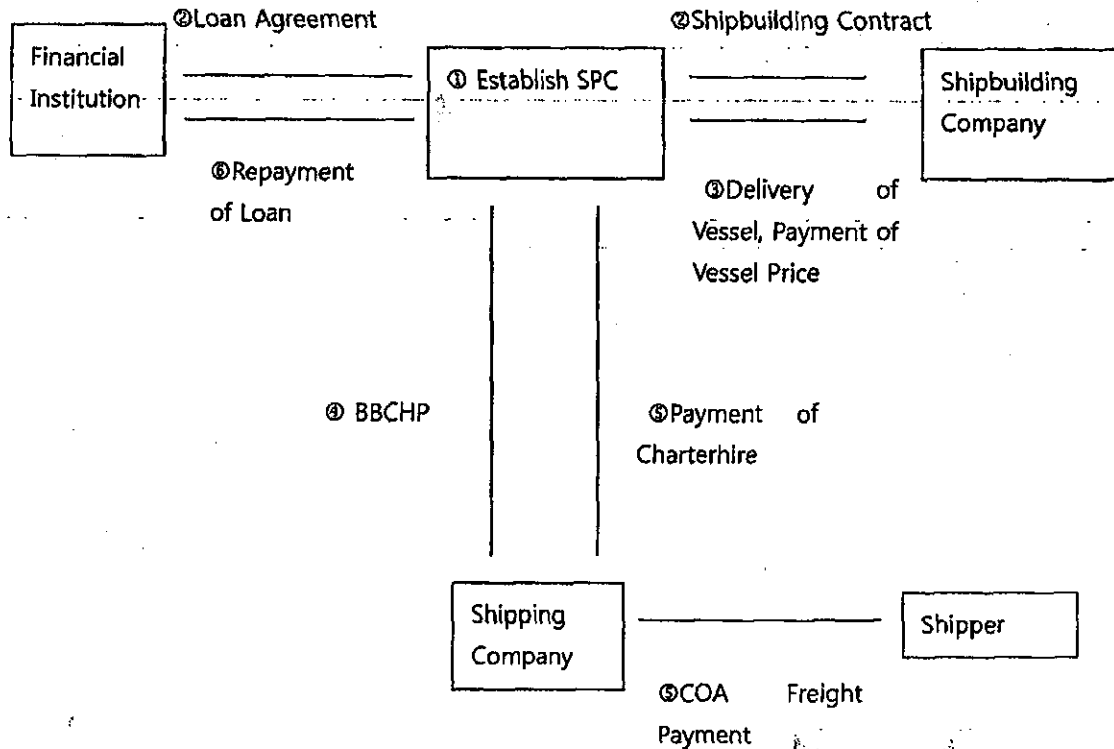 ②Loan Agreement
②Shipbuilding Contract
Financial
Institution
① Establish SPC
Shipbuilding
Company
⑥Repayment
of Loan
③Delivery of
Vessel, Payment of
Vessel Price
④ BBCHP
⑤Payment of
Charterhire
Shipping
Company
Shipper
⑤COA Freight
Payment